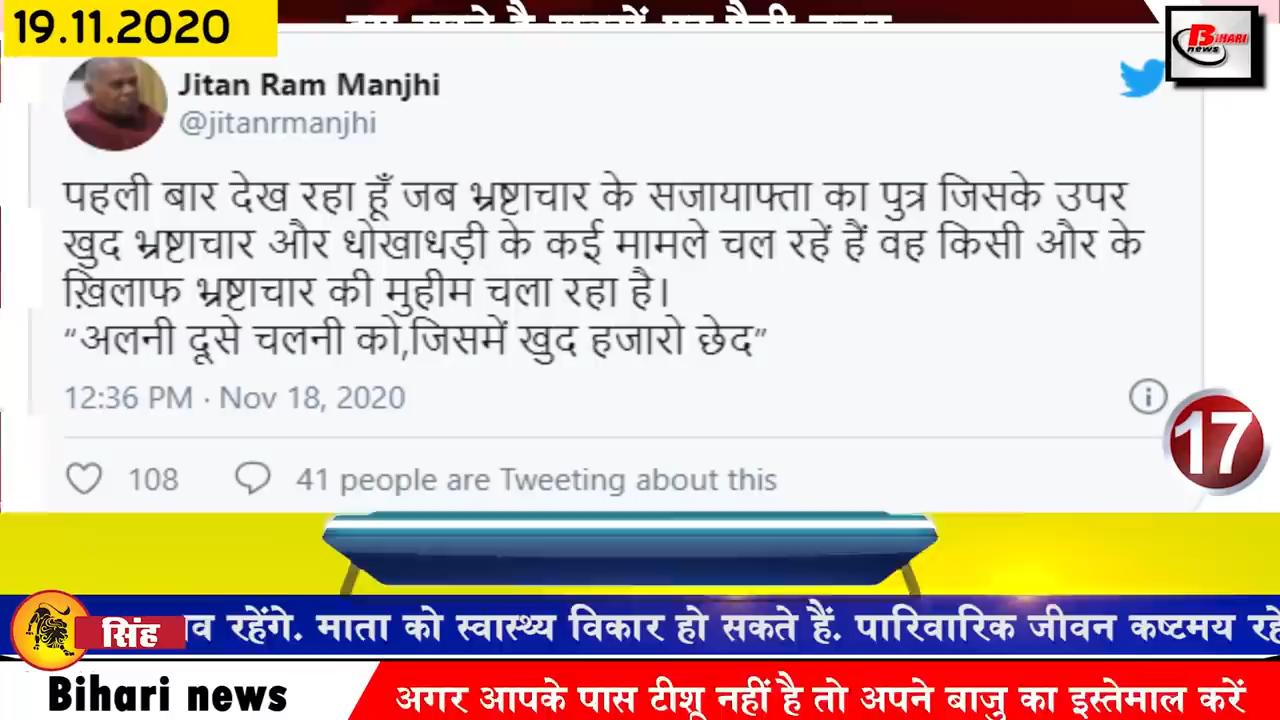 19.11.2020
BIHARI
news
Jitan Ram Manjhi
@jitanrmanjhi
पहली बार देख रहा हूँ जब भ्रष्टाचार के सजायाफ्ता का पुत्र जिसके उपर
खुद भ्रष्टाचार और धोखाधड़ी के कई मामले चल रहें हैं वह किसी और के
ख़िलाफ भ्रष्टाचार की मुहीम चला रहा है।
“अलनी दूसे चलनी को,जिसमें खुद हजारो छेद”
12:36 PM · Nov 18, 2020
17
108
41 people are Tweeting about this
सिंह
व रहेंगे. माता को स्वास्थ्य विकार हो सकते हैं. पारिवारिक जीवन कष्टमय रहे
Bihari news
अगर आपके पास टीशू नहीं है तो अपने बाजु का इस्तेमाल करें